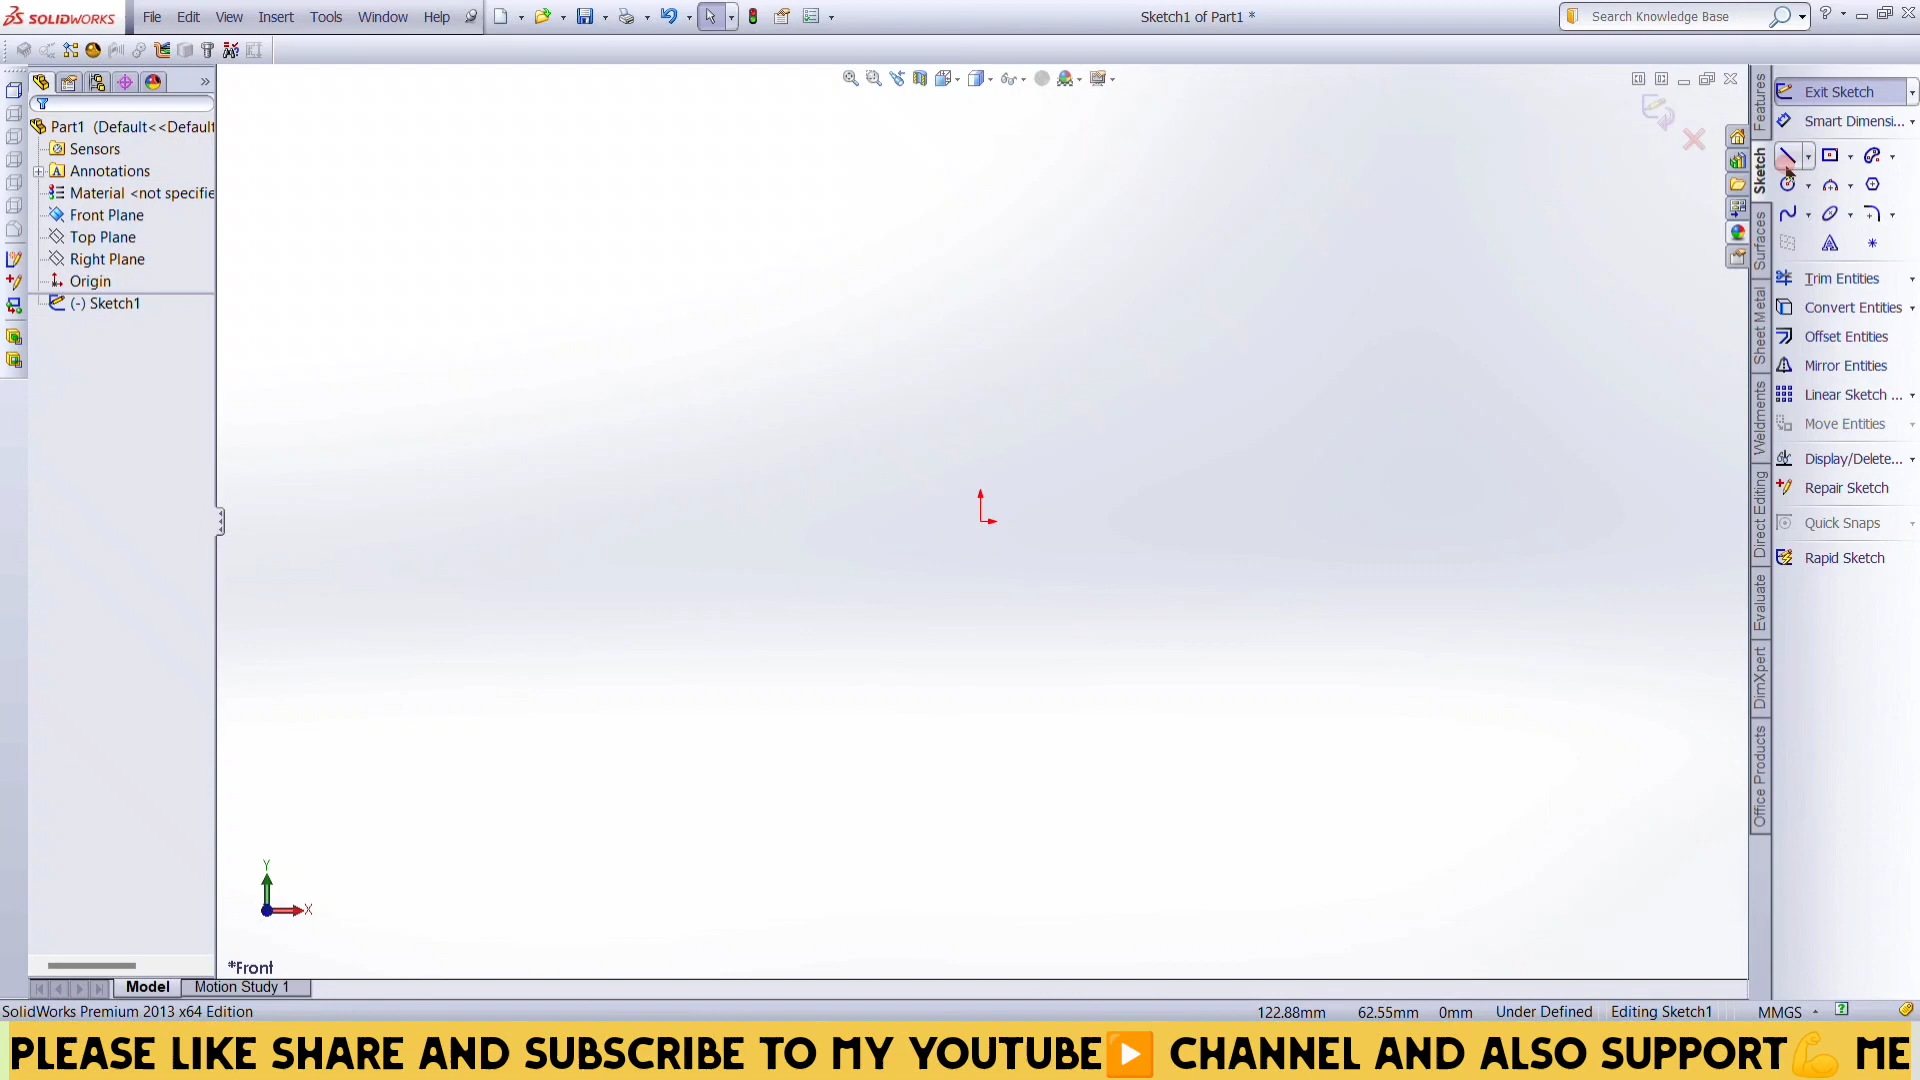 SOLIDWORKS
File Edit View Insert Tools Window Help
Sketch1 of Part1 *
Search Knowledge Base
Part1 (Default<<Default
Sensors
Annotations
Material <not specifie
Front Plane
Top Plane
Right Plane
Origin
(-) Sketch1
Features
Sketch
Surfaces
Sheet Metal
Weldments
Direct Editing
Evaluate
DimXpert
Office Products
Exit Sketch
Smart Dimensi...
Trim Entities
Convert Entities
Offset Entities
Mirror Entities
Linear Sketch ...
Move Entities
Display/Delete...
Repair Sketch
Quick Snaps
Rapid Sketch
Y
X
*Front
Model Motion Study 1
SolidWorks Premium 2013 x64 Edition
122.88mm 62.55mm 0mm Under Defined Editing Sketch1 MMGS
PLEASE LIKE SHARE AND SUBSCRIBE TO MY YOUTUBE▶️ CHANNEL AND ALSO SUPPORT💪 ME